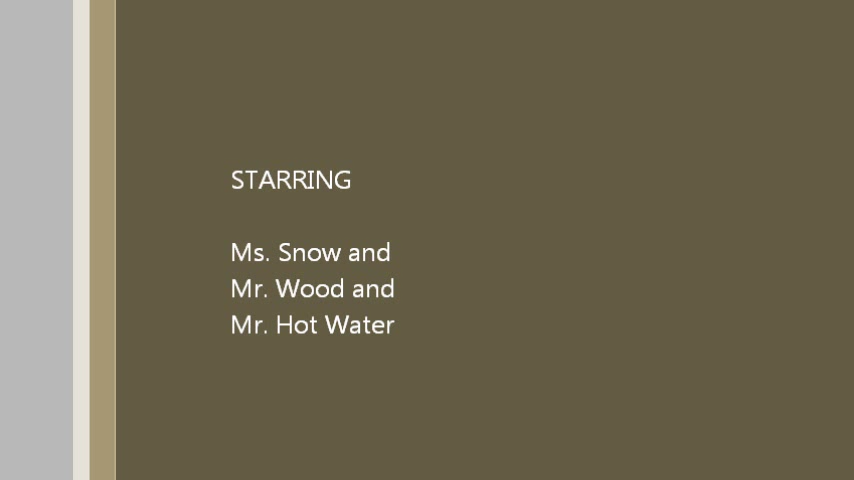 STARRING
Ms. Snow and
Mr. Wood and
Mr. Hot Water